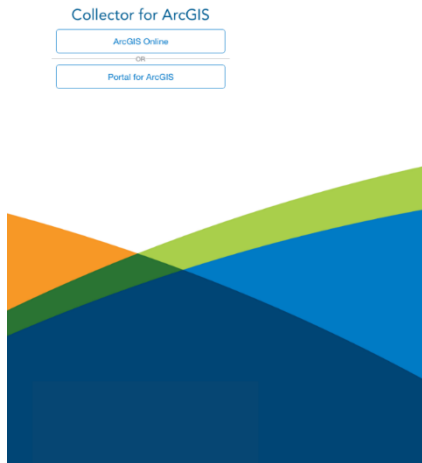 Collector for ArcGIS
ArcGIS Online
OR
Portal for ArcGIS